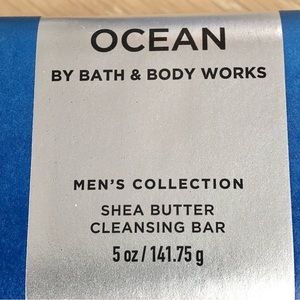 OCEAN
BY BATH & BODY WORKS
MEN'S COLLECTION
SHEA BUTTER
CLEANSING BAR
5 oz / 141.75 g